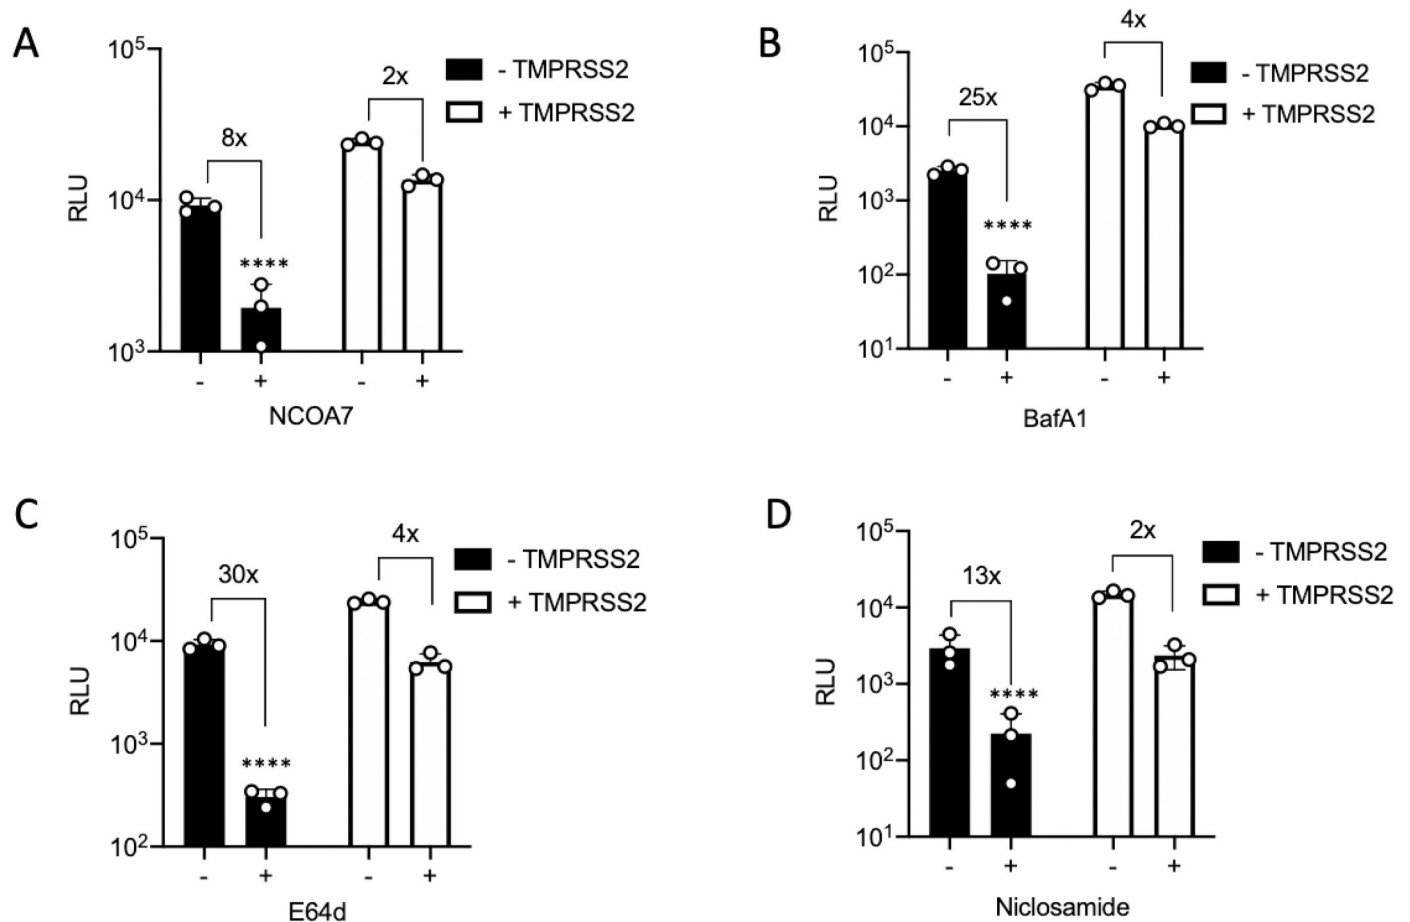 A
10⁵
10⁴
10³
RLU
8x
2x
****
- TMPRSS2
+ TMPRSS2
- + - +
NCOA7
B
10⁵
10⁴
10³
10²
10¹
RLU
25x
4x
****
- TMPRSS2
+ TMPRSS2
- + - +
BafA1
C
10⁵
10⁴
10³
10²
RLU
30x
4x
****
- TMPRSS2
+ TMPRSS2
- + - +
E64d
D
10⁵
10⁴
10³
10²
10¹
RLU
13x
2x
****
- TMPRSS2
+ TMPRSS2
- + - +
Niclosamide